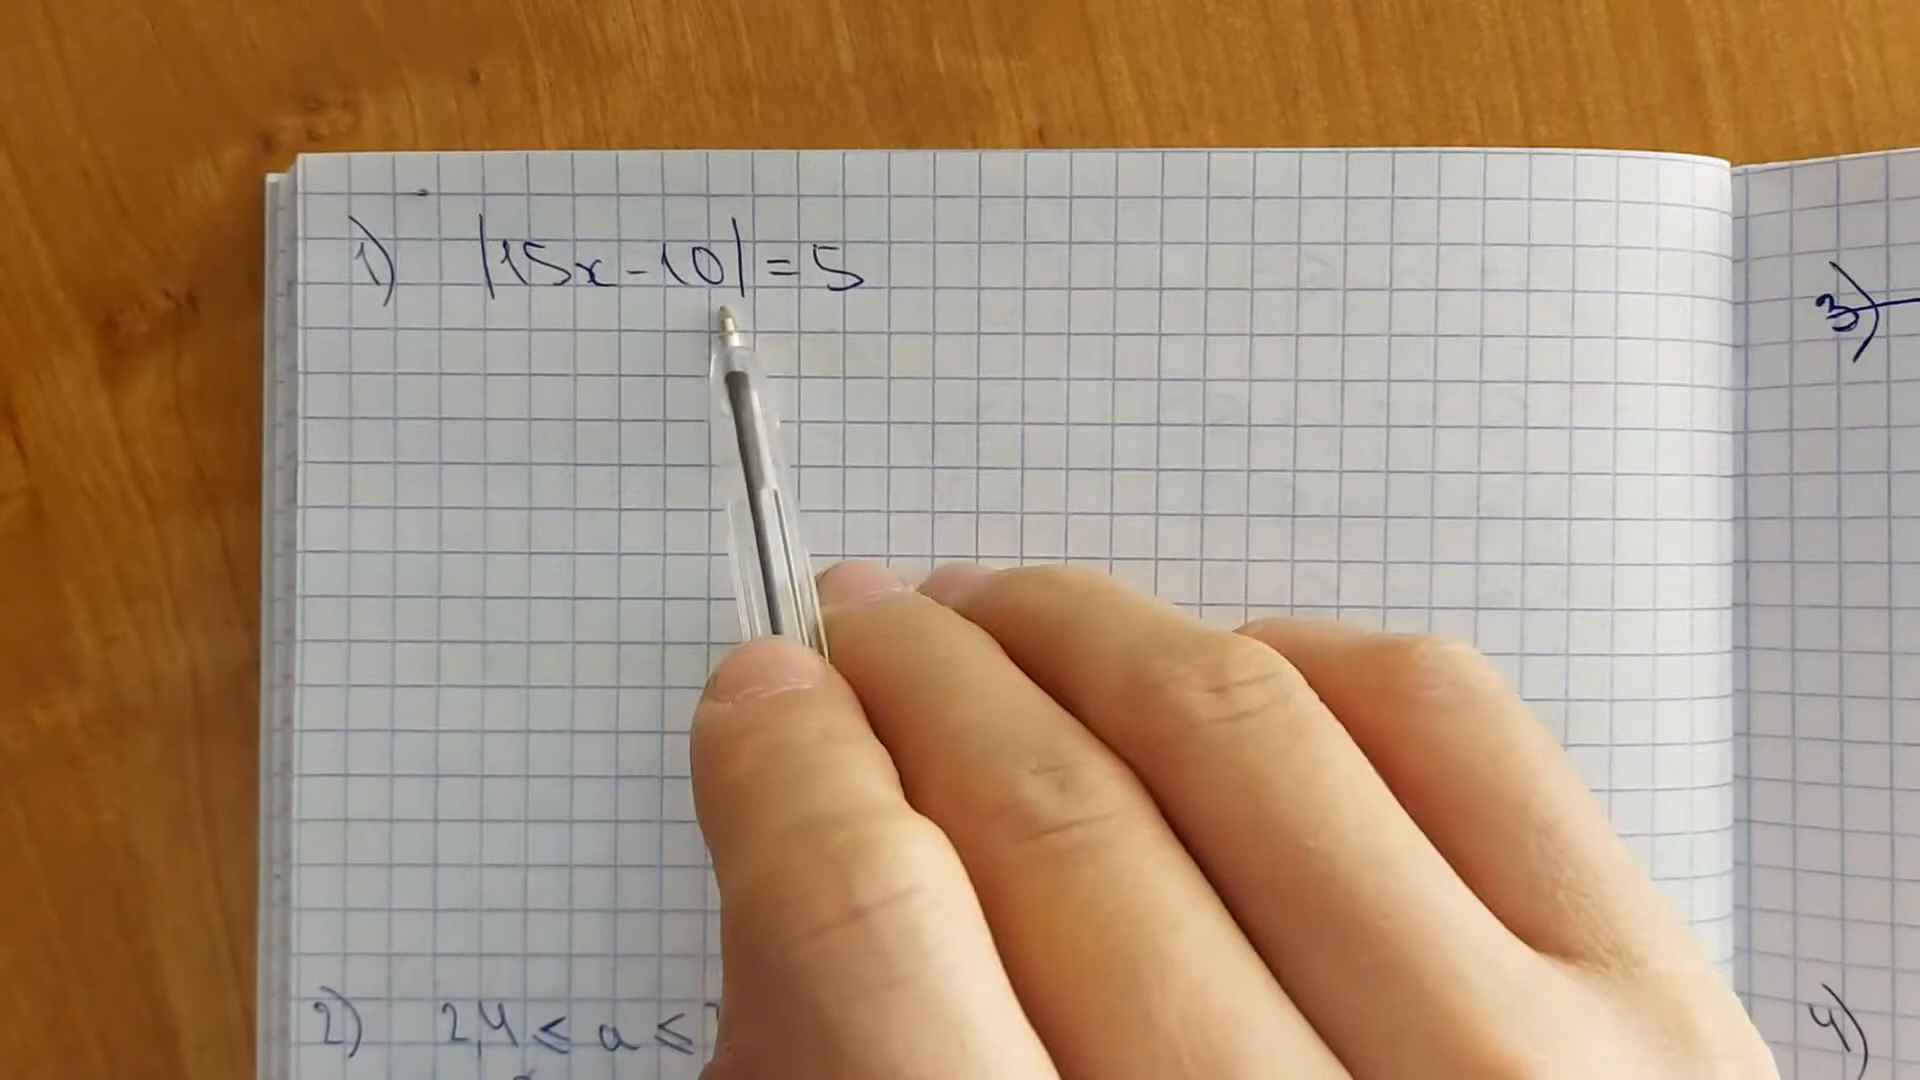 1) |15x-10|=5
3)
2) 2,4 ≤ a ≤
4)